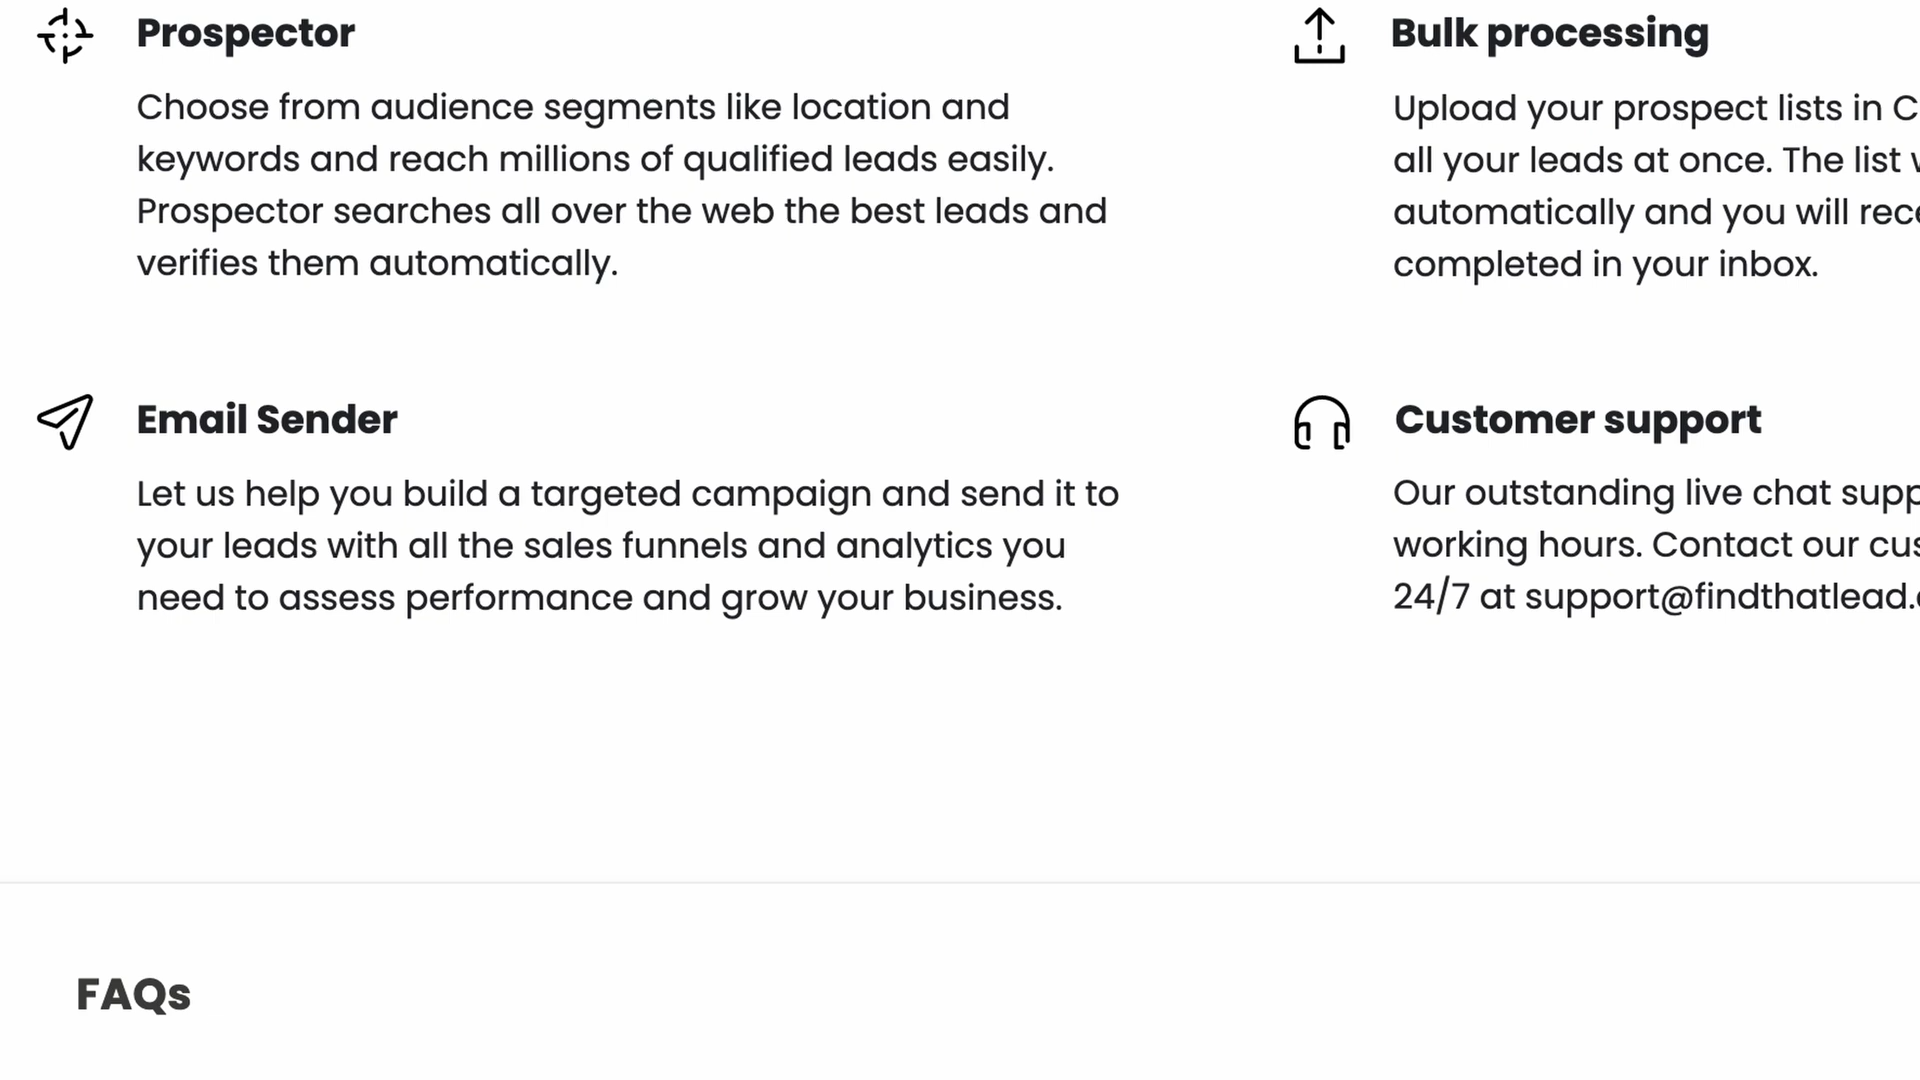 Prospector
Choose from audience segments like location and
keywords and reach millions of qualified leads easily.
Prospector searches all over the web the best leads and
verifies them automatically.
Bulk processing
Upload your prospect lists in
all your leads at once. The list
automatically and you will
completed in your inbox.
Email Sender
Let us help you build a targeted campaign and send it to
your leads with all the sales funnels and analytics you
need to assess performance and grow your business.
Customer support
Our outstanding live chat
working hours. Contact our
24/7 at support@findthatlead.
FAQs